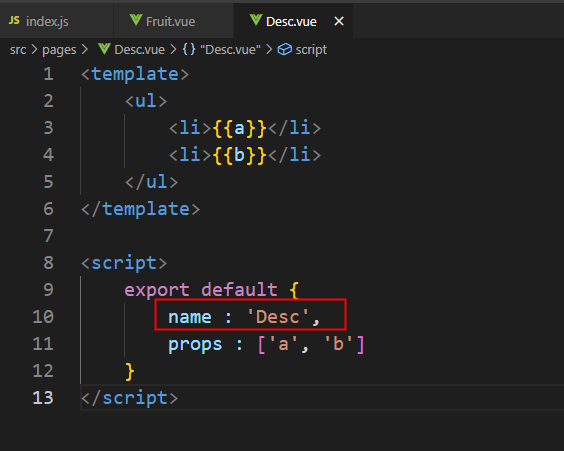 JS index.js Fruit.vue Desc.vue ×
src > pages > Desc.vue > {} "Desc.vue" > script
1 <template>
2 <ul>
3 <li>{{a}}</li>
4 <li>{{b}}</li>
5 </ul>
6 </template>
7
8 <script>
9 export default {
10 name : 'Desc',
11 props : ['a', 'b']
12 }
13 </script>